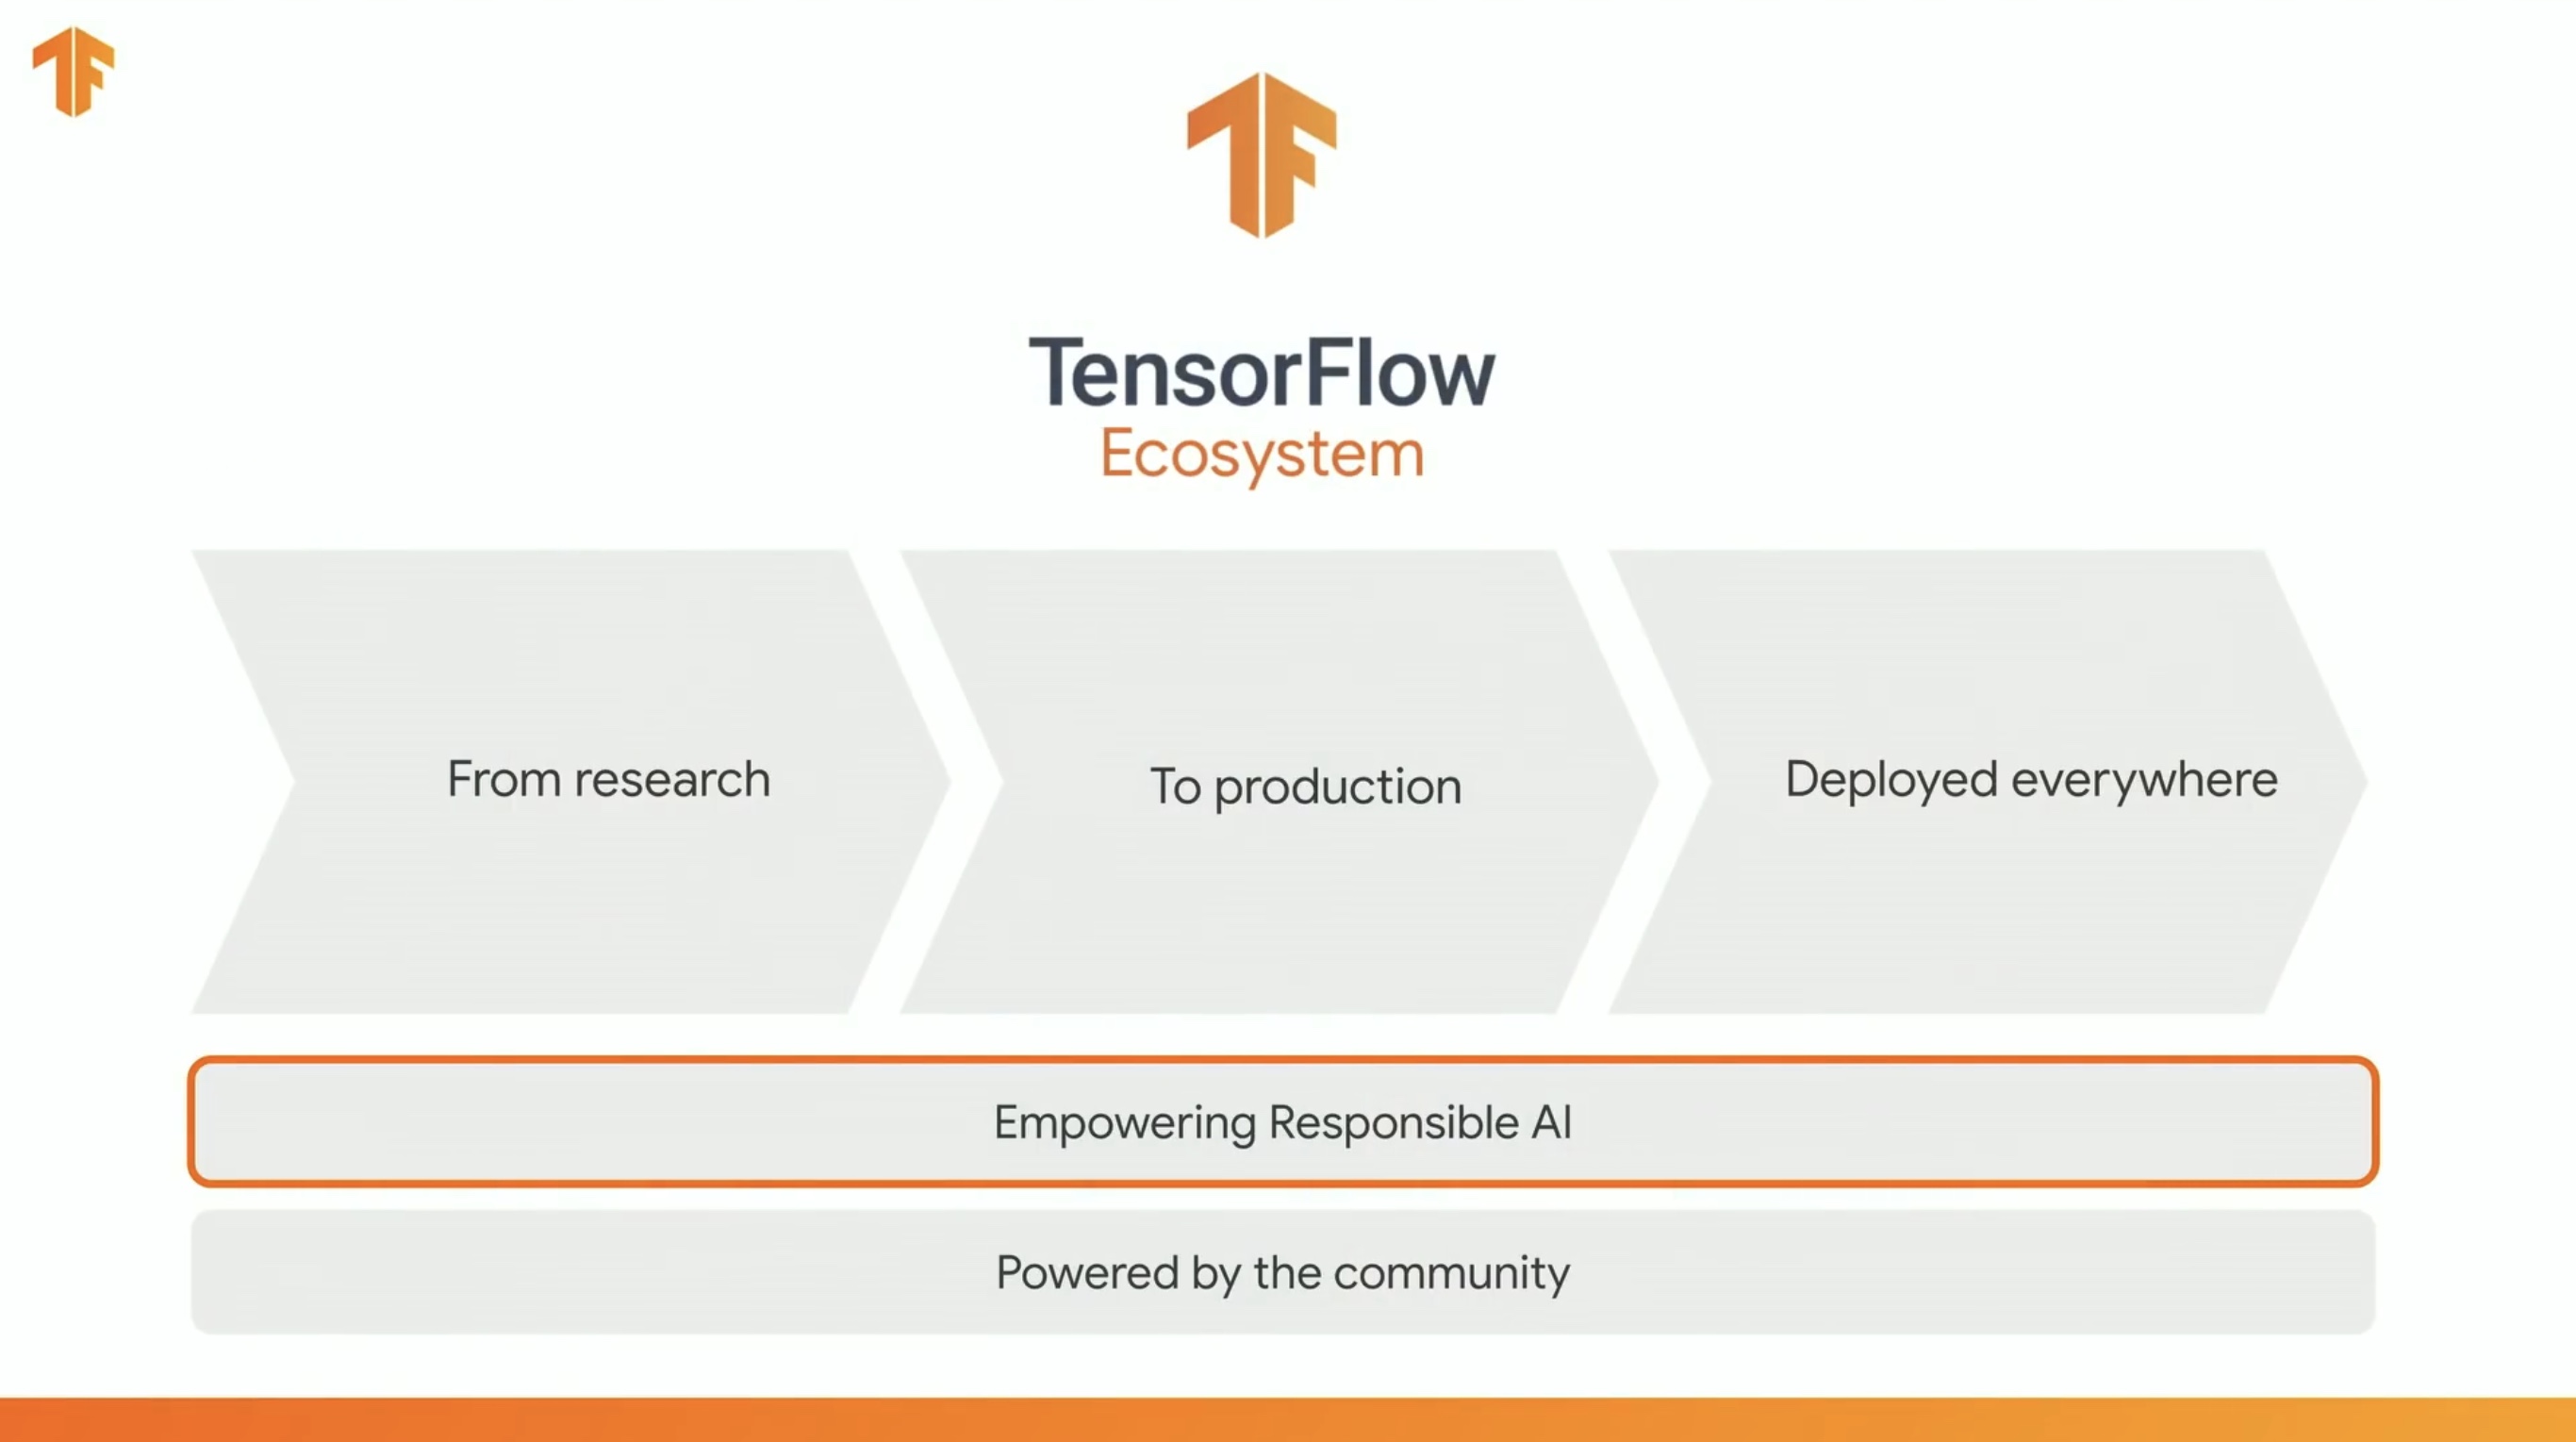 TensorFlow
Ecosystem
From research
To production
Deployed everywhere
Empowering Responsible AI
Powered by the community